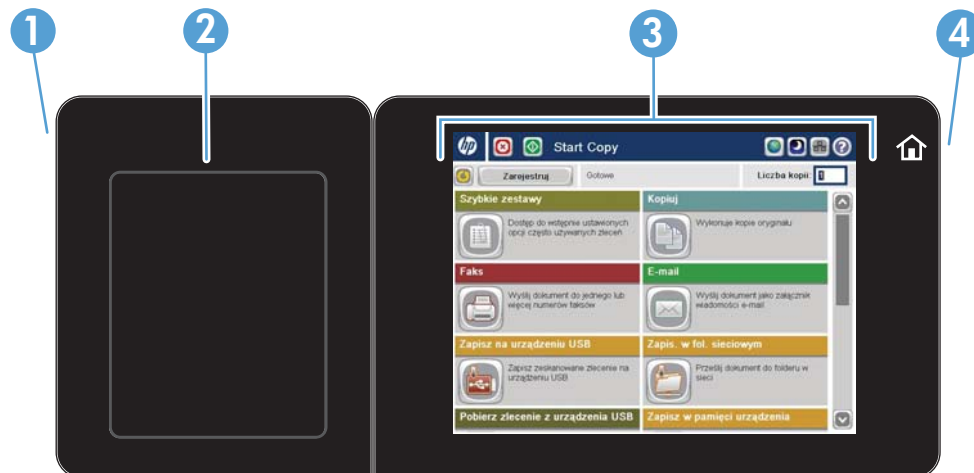 1
2
3
4
hp
Start Copy
?
Zarejestruj
Gotowe
Liczba kopii: 1
Szybkie zestawy
Dostęp do wstępnie ustawionych
opcji często używanych zleceń
Kopiuj
Wykonuje kopie oryginału
Faks
Wyślij dokument do jednego lub
więcej numerów faksów
E-mail
Wyślij dokument jako załącznik
wiadomości e-mail
Zapisz na urządzeniu USB
Zapisz zeskanowane zlecenie na
urządzeniu USB
Zapis. w fol. sieciowym
Prześlij dokument do folderu w
sieci
Pobierz zlecenie z urządzenia USB
Zapisz w pamięci urządzenia